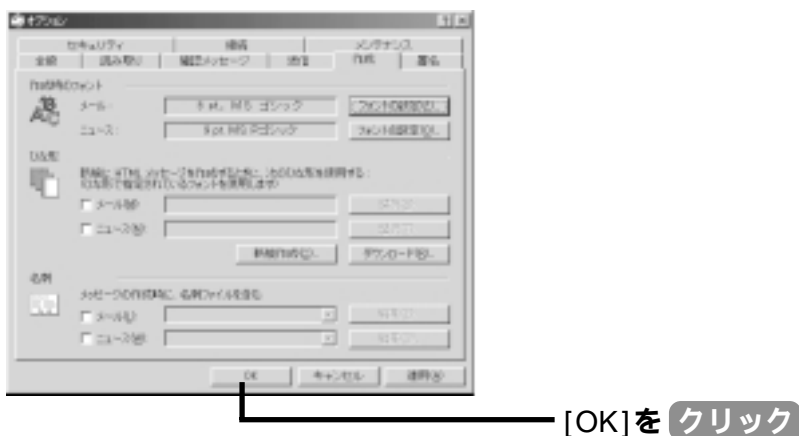 オプション
セキュリティ 接続 メンテナンス
全般 読み取り 確認メッセージ 送信 作成 署名
作成時のフォント
メール: 9 pt. MS ゴシック フォントの設定
ニュース: 9 pt. MS Pゴシック フォントの設定
ひな形
新規に HTML メッセージを作成するときに、次のひな形を使用する:
(ひな形で指定されているフォントを使用します)
メール
ニュース
新規作成 ダウンロード
名刺
メッセージの作成時に、名刺ファイルを含む
メール
ニュース
OK キャンセル 適用
[OK]を クリック